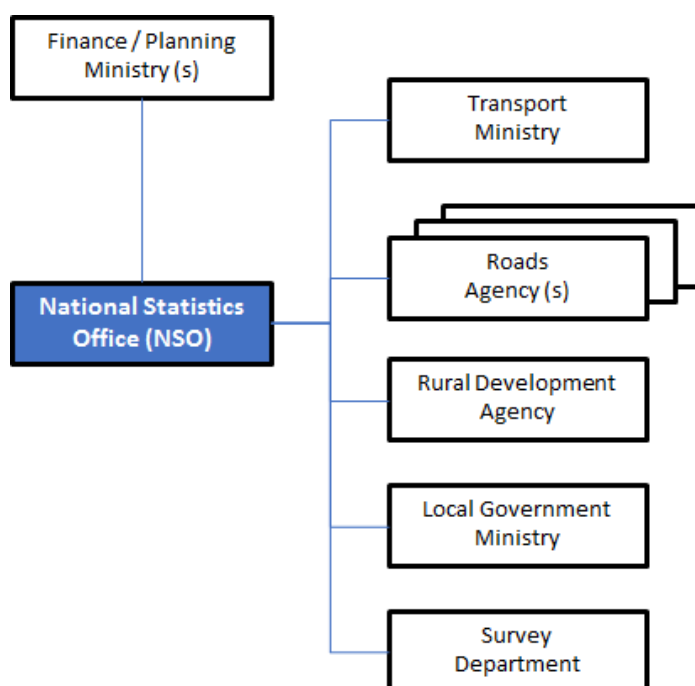 Finance / Planning
Ministry (s)
Transport
Ministry
Roads
Agency (s)
National Statistics
Office (NSO)
Rural Development
Agency
Local Government
Ministry
Survey
Department